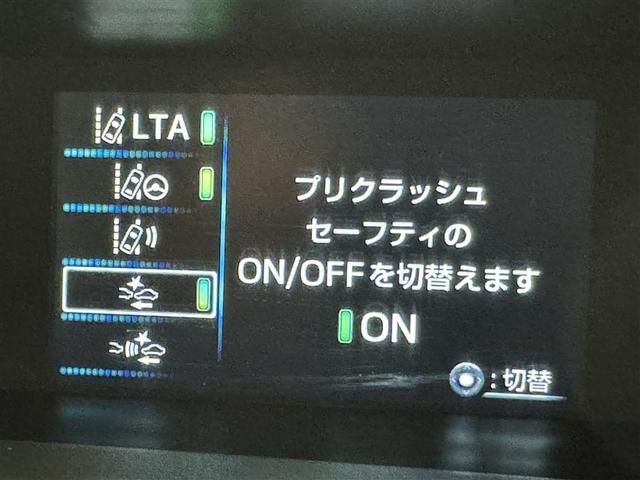 LTA
プリクラッシュ
セーフティの
ON/OFFを切替えます
ON
:切替